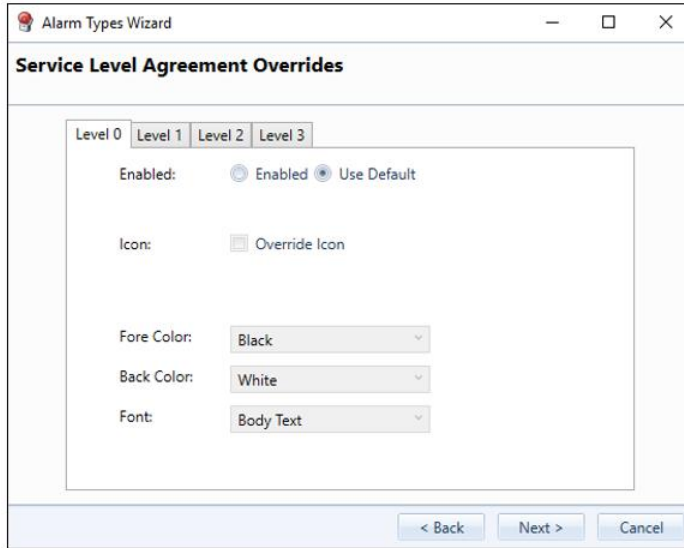 Alarm Types Wizard
Service Level Agreement Overrides
Level 0 Level 1 Level 2 Level 3
Enabled: Enabled Use Default
Icon: Override Icon
Fore Color: Black
Back Color: White
Font: Body Text
< Back Next > Cancel